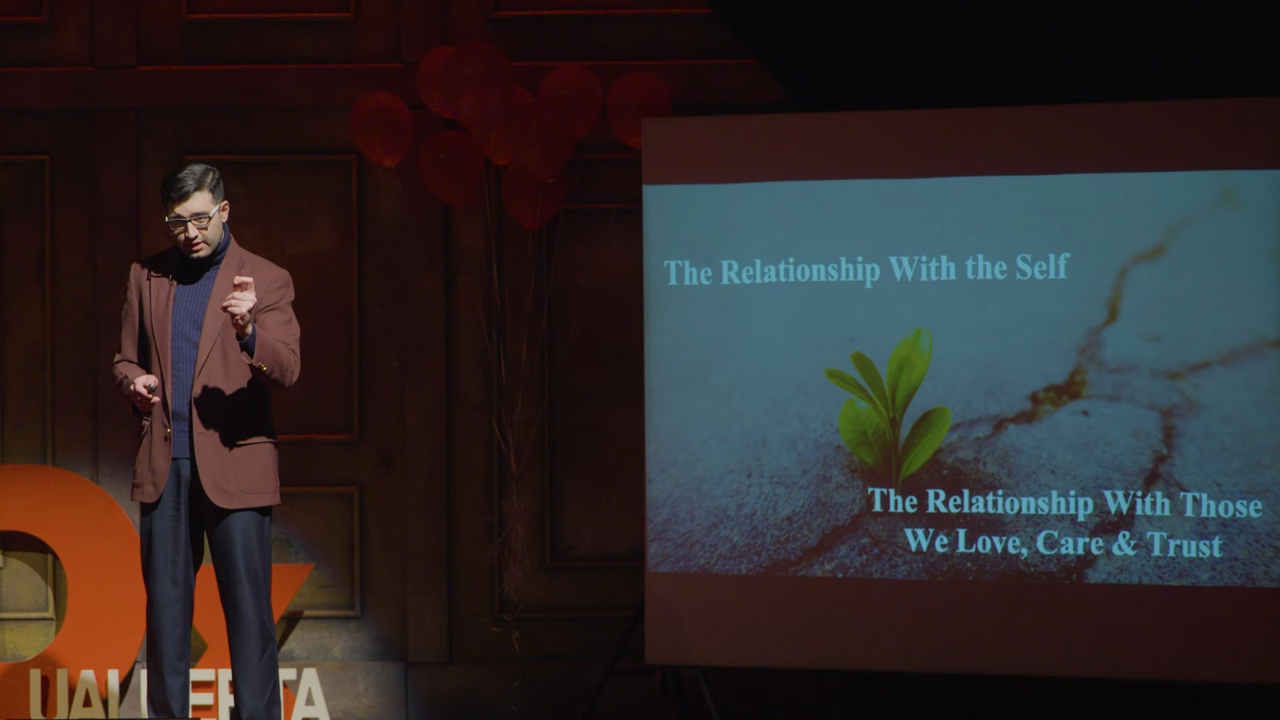 The Relationship With the Self
The Relationship With Those
We Love, Care & Trust